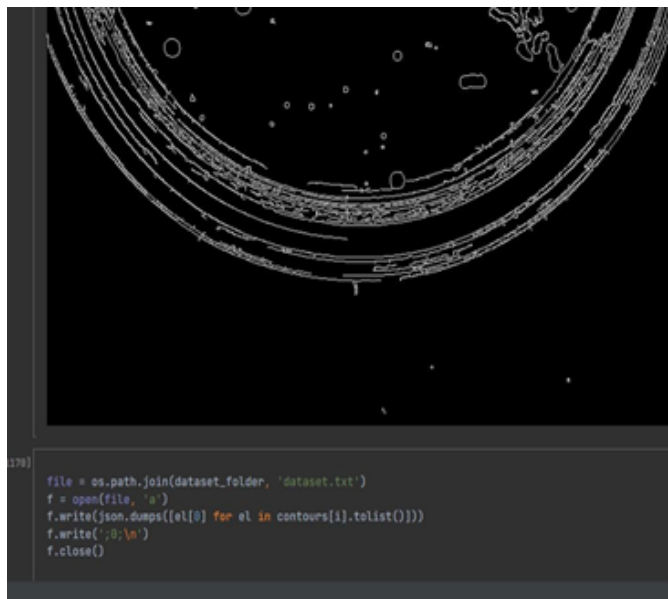 1170]
file = os.path.join(dataset_folder, 'dataset.txt')
f = open(file, 'a')
f.write(json.dumps([el[0] for el in contours[i].tolist()]))
f.write(';0;\n')
f.close()